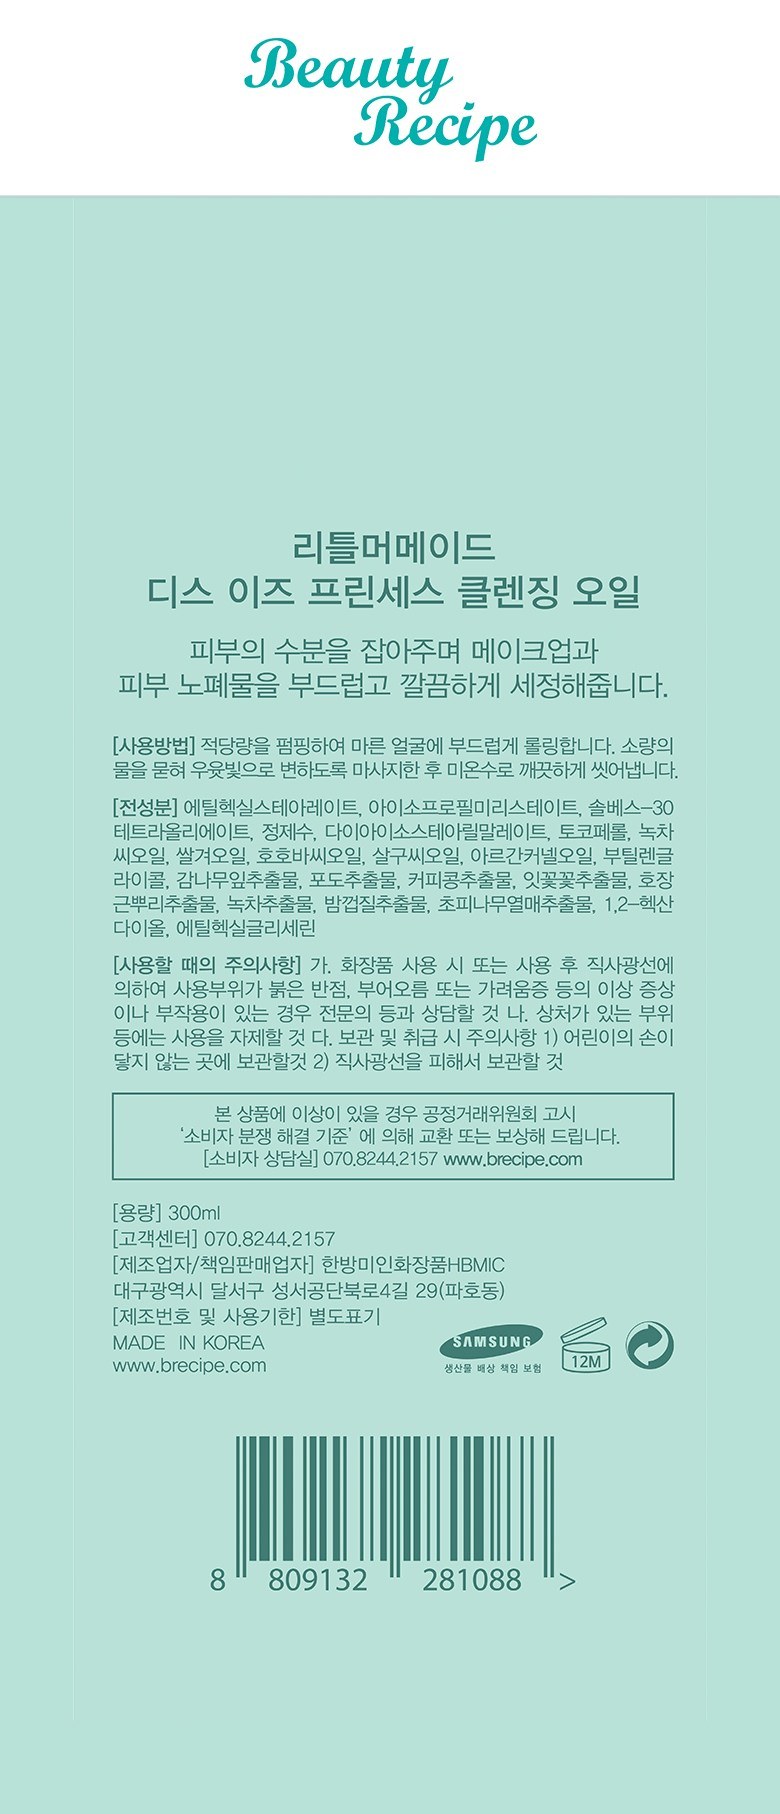 Beauty
Recipe
리틀머메이드
디스 이즈 프린세스 클렌징 오일
피부의 수분을 잡아주며 메이크업과
피부 노폐물을 부드럽고 깔끔하게 세정해줍니다.
[사용방법] 적당량을 펌핑하여 마른 얼굴에 부드럽게 롤링합니다. 소량의
물을 묻혀 우윳빛으로 변하도록 마사지한 후 미온수로 깨끗하게 씻어냅니다.
[전성분] 에틸헥실스테아레이트, 아이소프로필미리스테이트, 솔베스-30
테트라올리에이트, 정제수, 다이아이소스테아릴말레이트, 토코페롤, 녹차
씨오일, 쌀겨오일, 호호바씨오일, 살구씨오일, 아르간커넬오일, 부틸렌글
라이콜, 감나무잎추출물, 포도추출물, 커피콩추출물, 잇꽃꽃추출물, 호장
근뿌리추출물, 녹차추출물, 밤껍질추출물, 초피나무열매추출물, 1,2-헥산
다이올, 에틸헥실글리세린
[사용할 때의 주의사항] 가. 화장품 사용 시 또는 사용 후 직사광선에
의하여 사용부위가 붉은 반점, 부어오름 또는 가려움증 등의 이상 증상
이나 부작용이 있는 경우 전문의 등과 상담할 것 나. 상처가 있는 부위
등에는 사용을 자제할 것 다. 보관 및 취급 시 주의사항 1) 어린이의 손이
닿지 않는 곳에 보관할것 2) 직사광선을 피해서 보관할 것
본 상품에 이상이 있을 경우 공정거래위원회 고시
‘소비자 분쟁 해결 기준’ 에 의해 교환 또는 보상해 드립니다.
[소비자 상담실] 070.8244.2157 www.brecipe.com
[용량] 300ml
[고객센터] 070.8244.2157
[제조업자/책임판매업자] 한방미인화장품HBMIC
대구광역시 달서구 성서공단북로4길 29(파호동)
[제조번호 및 사용기한] 별도표기
MADE IN KOREA
www.brecipe.com
SAMSUNG
생산물 배상 책임 보험
12M
8 809132 281088 >